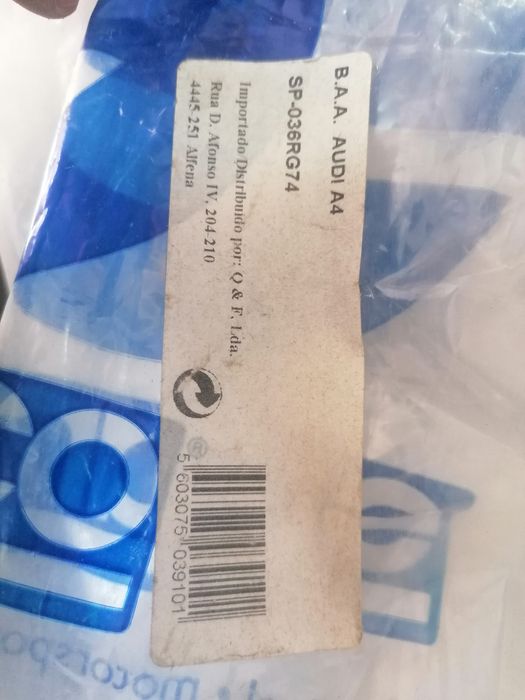 B.A.A. AUDI A4
SP-036RG74
Importado/Distribuido por: Q & F, Lda.
Rua D. Afonso IV, 204-210
4445-251 Alfena
5 603075 039101
motorspo